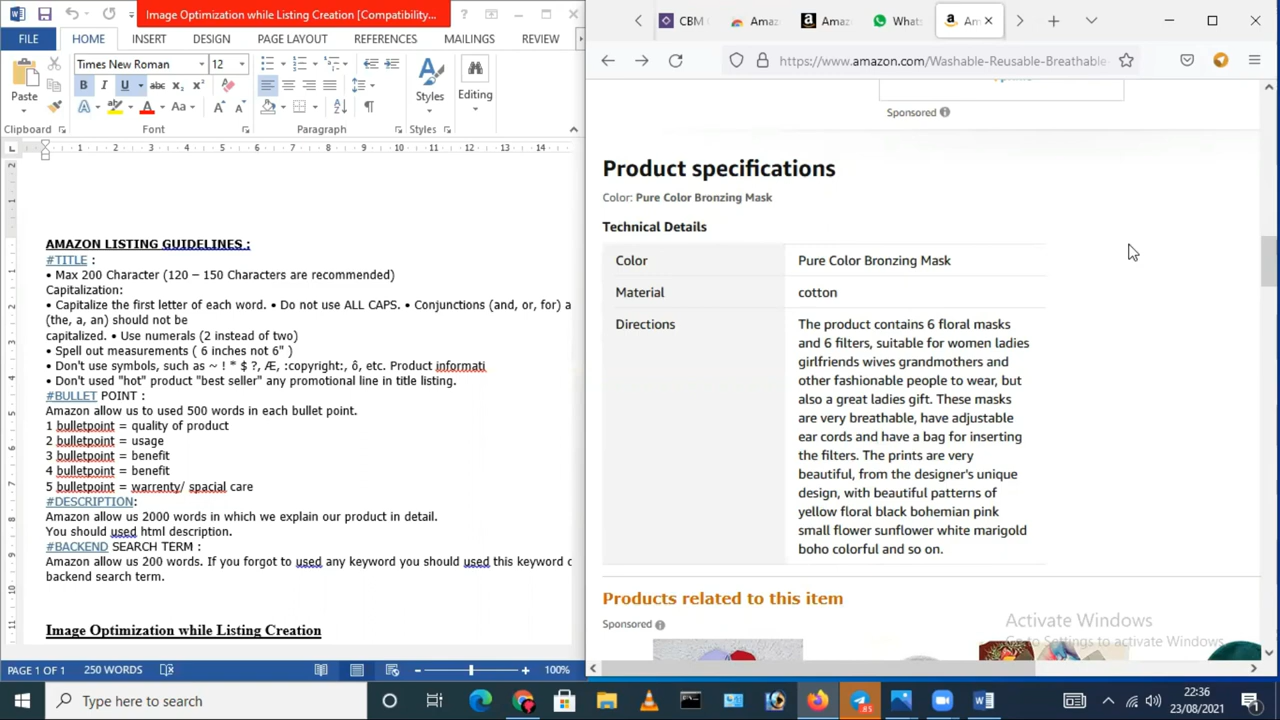 Image Optimization while Listing Creation [Compatibility...
FILE HOME INSERT DESIGN PAGE LAYOUT REFERENCES MAILINGS REVIEW
Times New Roman 12
Paste
Styles
Editing
Clipboard Font Paragraph Styles
AMAZON LISTING GUIDELINES :
#TITLE :
• Max 200 Character (120 – 150 Characters are recommended)
Capitalization:
• Capitalize the first letter of each word. • Do not use ALL CAPS. • Conjunctions (and, or, for) a
(the, a, an) should not be
capitalized. • Use numerals (2 instead of two)
• Spell out measurements ( 6 inches not 6" )
• Don't use symbols, such as ~ ! * $ ?, Æ, :copyright:, ô, etc. Product informati
• Don't used "hot" product "best seller" any promotional line in title listing.
#BULLET POINT :
Amazon allow us to used 500 words in each bullet point.
1 bulletpoint = quality of product
2 bulletpoint = usage
3 bulletpoint = benefit
4 bulletpoint = benefit
5 bulletpoint = warrenty/ spacial care
#DESCRIPTION:
Amazon allow us 2000 words in which we explain our product in detail.
You should used html description.
#BACKEND SEARCH TERM :
Amazon allow us 200 words. If you forgot to used any keyword you should used this keyword o
backend search term.
Image Optimization while Listing Creation
PAGE 1 OF 1 250 WORDS 100%
CBM Amaz Amaz What Am
https://www.amazon.com/Washable-Reusable-Breathable
Sponsored
Product specifications
Color: Pure Color Bronzing Mask
Technical Details
Color Pure Color Bronzing Mask
Material cotton
Directions The product contains 6 floral masks
and 6 filters, suitable for women ladies
girlfriends wives grandmothers and
other fashionable people to wear, but
also a great ladies gift. These masks
are very breathable, have adjustable
ear cords and have a bag for inserting
the filters. The prints are very
beautiful, from the designer's unique
design, with beautiful patterns of
yellow floral black bohemian pink
small flower sunflower white marigold
boho colorful and so on.
Products related to this item
Sponsored
Activate Windows
Go to Settings to activate Windows.
Type here to search
22:36
23/08/2021